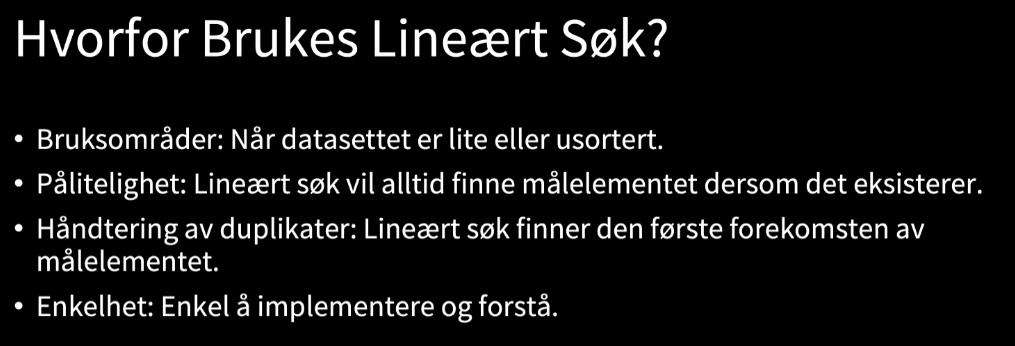 Hvorfor Brukes Lineært Søk?
• Bruksområder: Når datasettet er lite eller usortert.
• Pålitelighet: Lineært søk vil alltid finne målelementet dersom det eksisterer.
• Håndtering av duplikater: Lineært søk finner den første forekomsten av
målelementet.
• Enkelhet: Enkel å implementere og forstå.